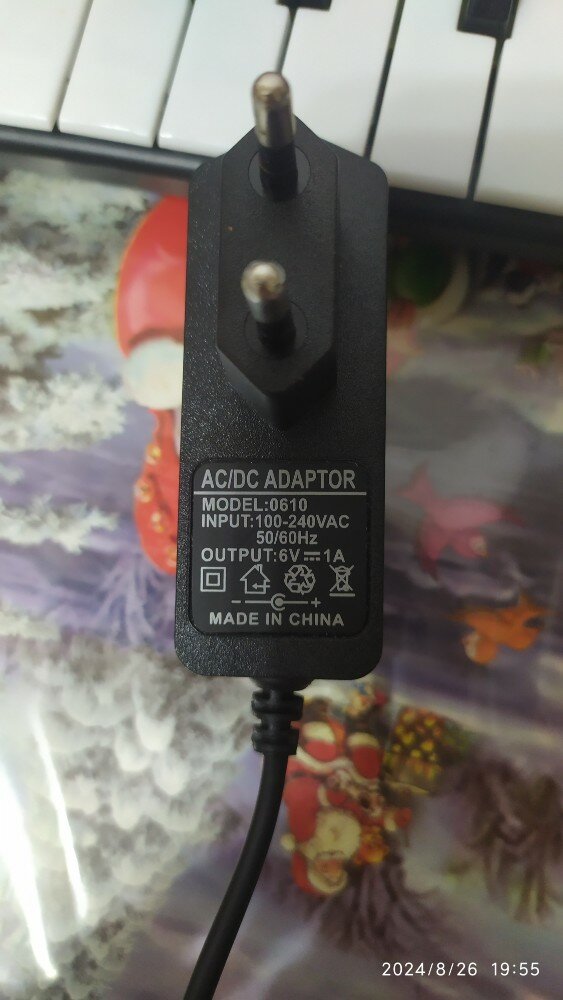 AC/DC ADAPTOR
MODEL:0610
INPUT:100-240VAC
50/60Hz
OUTPUT:6V⎓1A
- +
MADE IN CHINA
2024/8/26 19:55